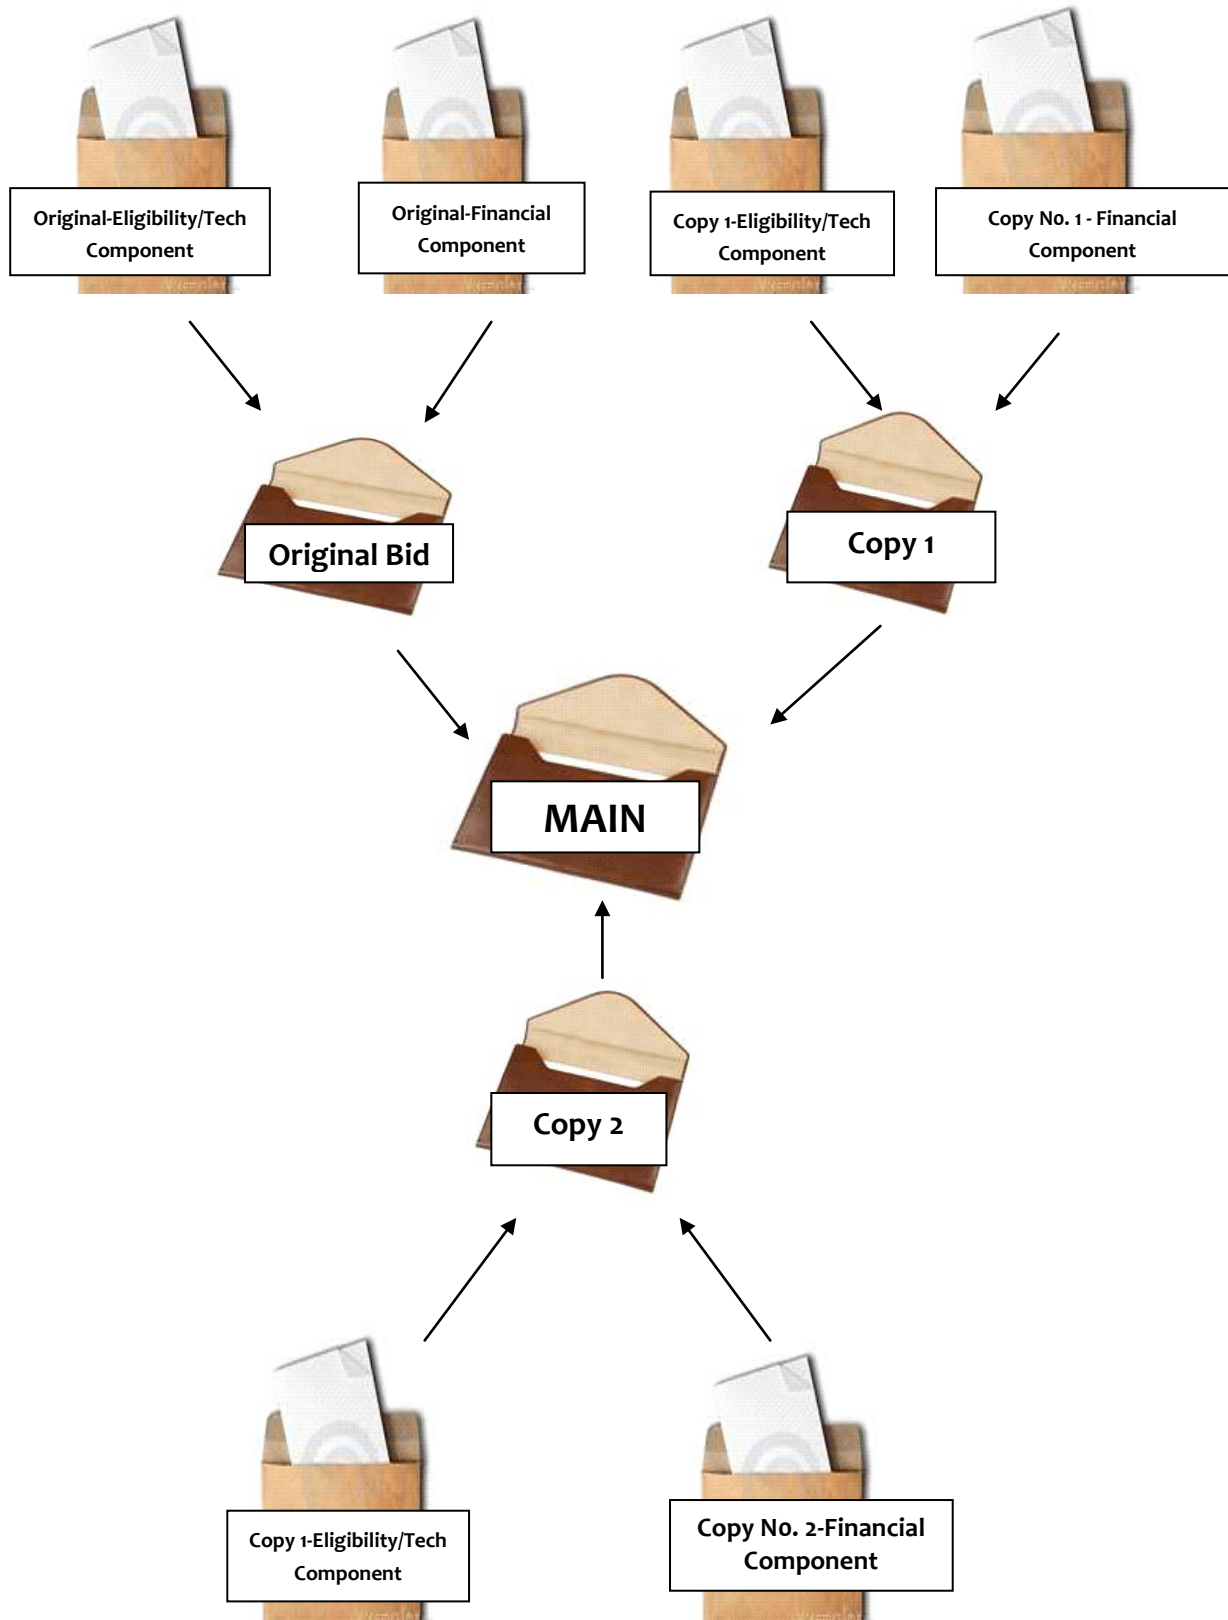 Original-Eligibility/Tech
Component
Original-Financial
Component
Copy 1-Eligibility/Tech
Component
Copy No. 1 - Financial
Component
Original Bid
Copy 1
MAIN
Copy 2
Copy 1-Eligibility/Tech
Component
Copy No. 2-Financial
Component